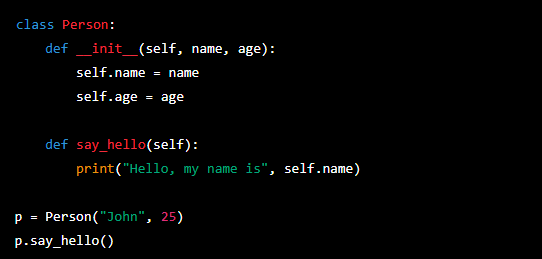 class Person:
    def __init__(self, name, age):
        self.name = name
        self.age = age

    def say_hello(self):
        print("Hello, my name is", self.name)

p = Person("John", 25)
p.say_hello()